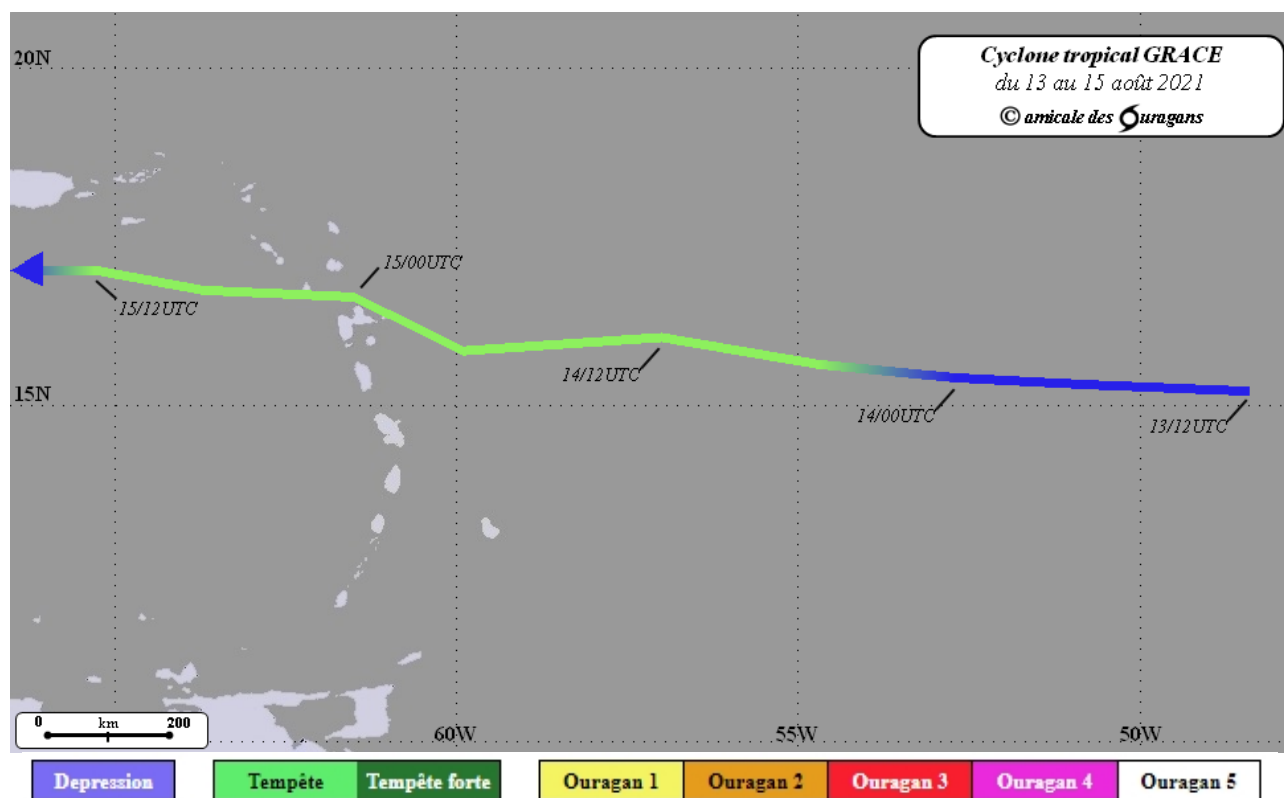 20N
Cyclone tropical GRACE
du 13 au 15 août 2021
© amicale des Ouragans
15/00UTC
15/12UTC
14/12UTC
15N
14/00UTC
13/12UTC
0 km 200
60W
55W
50W
Depression
Tempête
Tempête forte
Ouragan 1
Ouragan 2
Ouragan 3
Ouragan 4
Ouragan 5